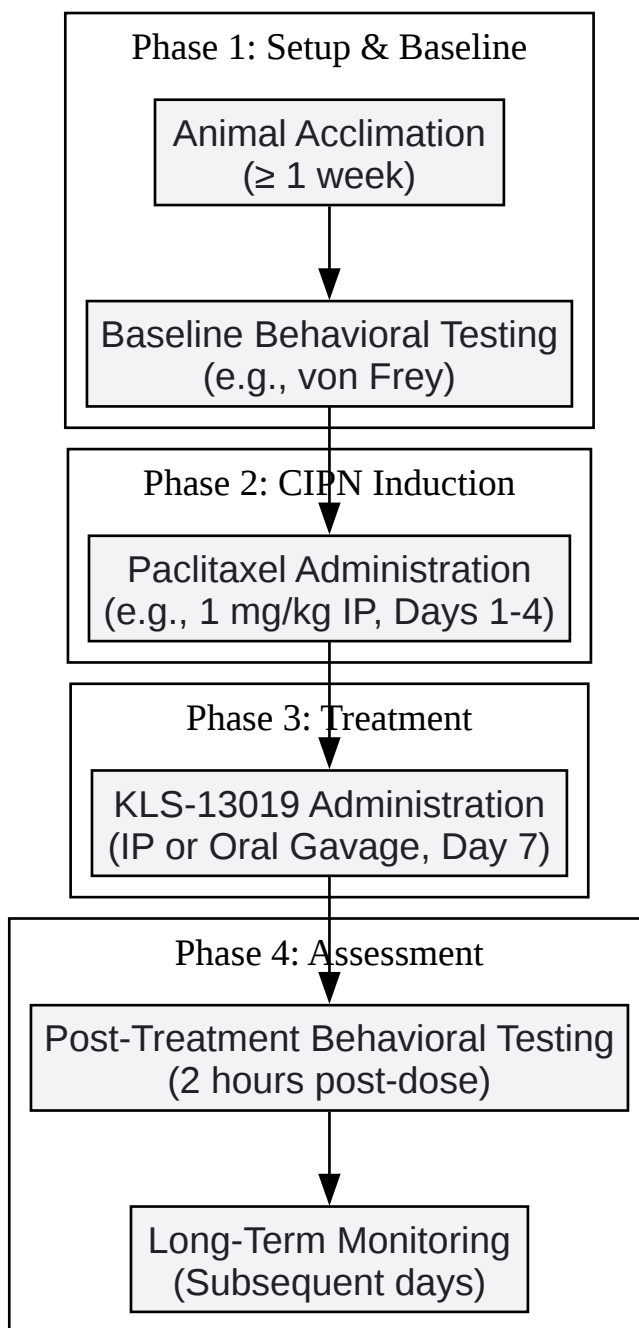 Phase 1: Setup & Baseline
Animal Acclimation
(≥ 1 week)
Baseline Behavioral Testing
(e.g., von Frey)
Phase 2: CIPN Induction
Paclitaxel Administration
(e.g., 1 mg/kg IP, Days 1-4)
Phase 3: Treatment
KLS-13019 Administration
(IP or Oral Gavage, Day 7)
Phase 4: Assessment
Post-Treatment Behavioral Testing
(2 hours post-dose)
Long-Term Monitoring
(Subsequent days)